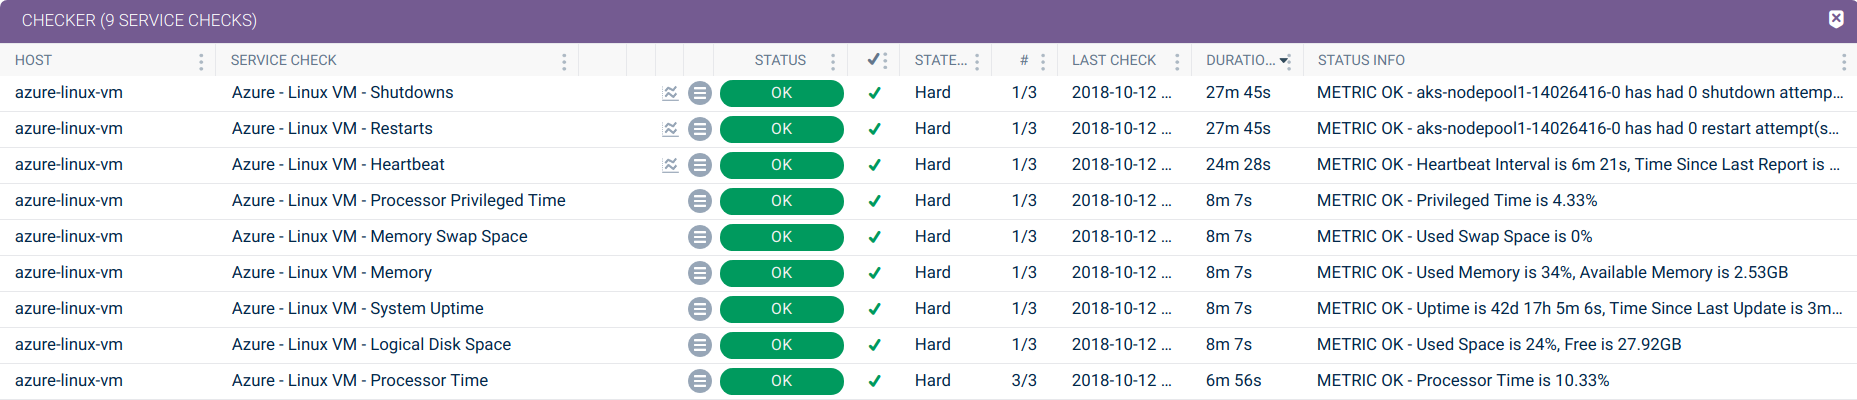 CHECKER (9 SERVICE CHECKS)
HOST SERVICE CHECK STATUS STATE... # LAST CHECK DURATIO... STATUS INFO
azure-linux-vm Azure - Linux VM - Shutdowns OK Hard 1/3 2018-10-12 ... 27m 45s METRIC OK - aks-nodepool1-14026416-0 has had 0 shutdown attemp...
azure-linux-vm Azure - Linux VM - Restarts OK Hard 1/3 2018-10-12 ... 27m 45s METRIC OK - aks-nodepool1-14026416-0 has had 0 restart attempt(s...
azure-linux-vm Azure - Linux VM - Heartbeat OK Hard 1/3 2018-10-12 ... 24m 28s METRIC OK - Heartbeat Interval is 6m 21s, Time Since Last Report is ...
azure-linux-vm Azure - Linux VM - Processor Privileged Time OK Hard 1/3 2018-10-12 ... 8m 7s METRIC OK - Privileged Time is 4.33%
azure-linux-vm Azure - Linux VM - Memory Swap Space OK Hard 1/3 2018-10-12 ... 8m 7s METRIC OK - Used Swap Space is 0%
azure-linux-vm Azure - Linux VM - Memory OK Hard 1/3 2018-10-12 ... 8m 7s METRIC OK - Used Memory is 34%, Available Memory is 2.53GB
azure-linux-vm Azure - Linux VM - System Uptime OK Hard 1/3 2018-10-12 ... 8m 7s METRIC OK - Uptime is 42d 17h 5m 6s, Time Since Last Update is 3m...
azure-linux-vm Azure - Linux VM - Logical Disk Space OK Hard 1/3 2018-10-12 ... 8m 7s METRIC OK - Used Space is 24%, Free is 27.92GB
azure-linux-vm Azure - Linux VM - Processor Time OK Hard 3/3 2018-10-12 ... 6m 56s METRIC OK - Processor Time is 10.33%